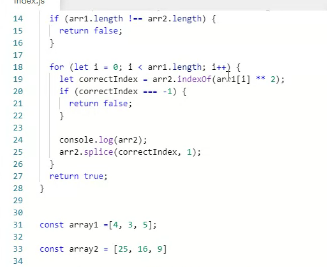 index.js
14 if (arr1.length !== arr2.length) {
15 return false;
16 }
17
18 for (let i = 0; i < arr1.length; i++) {
19 let correctIndex = arr2.indexOf(arr1[i] ** 2);
20 if (correctIndex === -1) {
21 return false;
22 }
23
24 console.log(arr2);
25 arr2.splice(correctIndex, 1);
26 }
27 return true;
28 }
29
30
31 const array1 =[4, 3, 5];
32
33 const array2 = [25, 16, 9]
34